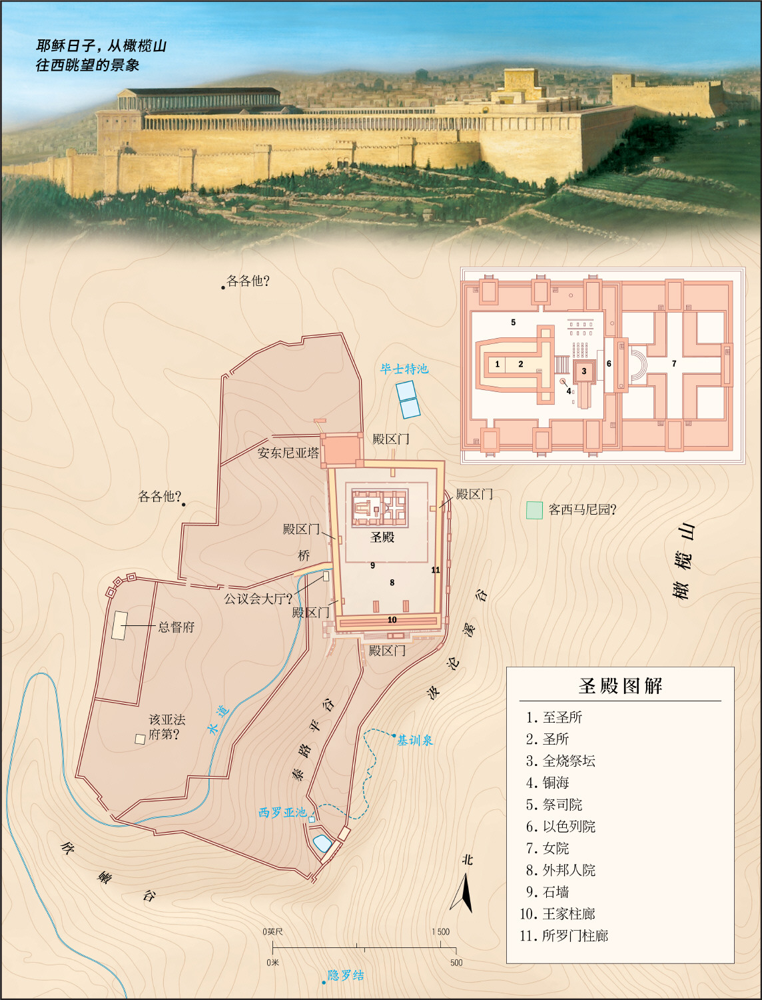 耶稣日子，从橄榄山
往西眺望的景象
各各他？
毕士特池
殿区门
安东尼亚塔
各各他？
殿区门
殿区门
桥
圣殿
9
8
11
10
公议会大厅？
殿区门
殿区门
总督府
该亚法
府第？
水道
泰路平谷
汲沦溪谷
基训泉
西罗亚池
欣嫩谷
隐罗结
客西马尼园？
橄榄山
1
2
3
4
5
6
7
圣殿图解
1. 至圣所
2. 圣所
3. 全烧祭坛
4. 铜海
5. 祭司院
6. 以色列院
7. 女院
8. 外邦人院
9. 石墙
10. 王家柱廊
11. 所罗门柱廊
北
0英尺 1 500
0米 500